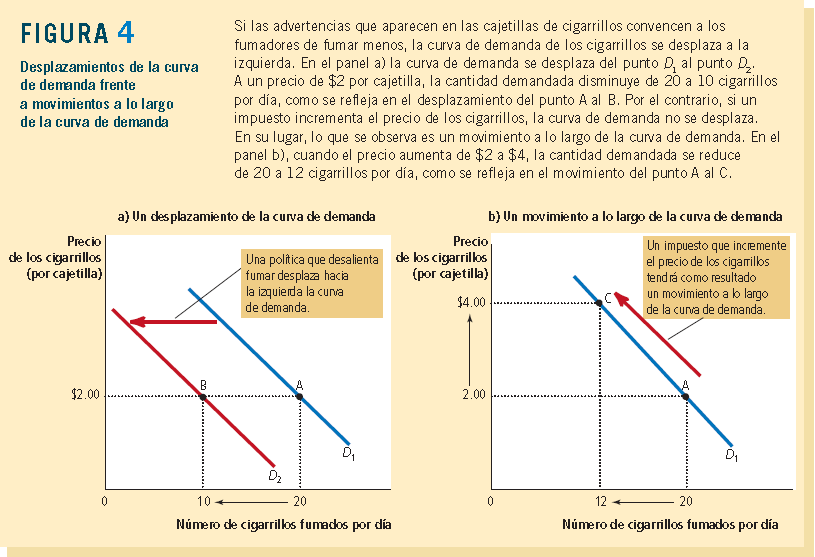 FIGURA 4
Desplazamientos de la curva
de demanda frente
a movimientos a lo largo
de la curva de demanda
Si las advertencias que aparecen en las cajetillas de cigarrillos convencen a los
fumadores de fumar menos, la curva de demanda de los cigarrillos se desplaza a la
izquierda. En el panel a) la curva de demanda se desplaza del punto D1 al punto D2.
A un precio de $2 por cajetilla, la cantidad demandada disminuye de 20 a 10 cigarrillos
por día, como se refleja en el desplazamiento del punto A al B. Por el contrario, si un
impuesto incrementa el precio de los cigarrillos, la curva de demanda no se desplaza.
En su lugar, lo que se observa es un movimiento a lo largo de la curva de demanda. En el
panel b), cuando el precio aumenta de $2 a $4, la cantidad demandada se reduce
de 20 a 12 cigarrillos por día, como se refleja en el movimiento del punto A al C.
a) Un desplazamiento de la curva de demanda
Precio
de los cigarrillos
(por cajetilla)
Una política que desalienta
fumar desplaza hacia
la izquierda la curva
de demanda.
B
A
$2.00
D1
D2
0
10
20
Número de cigarrillos fumados por día
b) Un movimiento a lo largo de la curva de demanda
Precio
de los cigarrillos
(por cajetilla)
Un impuesto que incremente
el precio de los cigarrillos
tendrá como resultado
un movimiento a lo largo
de la curva de demanda.
$4.00
C
A
2.00
D1
0
12
20
Número de cigarrillos fumados por día